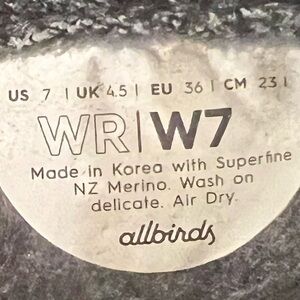 US 7 | UK 4.5 | EU 36 | CM 23 |
WR|W7
Made in Korea with Superfine
NZ Merino. Wash on
delicate. Air Dry.
allbirds